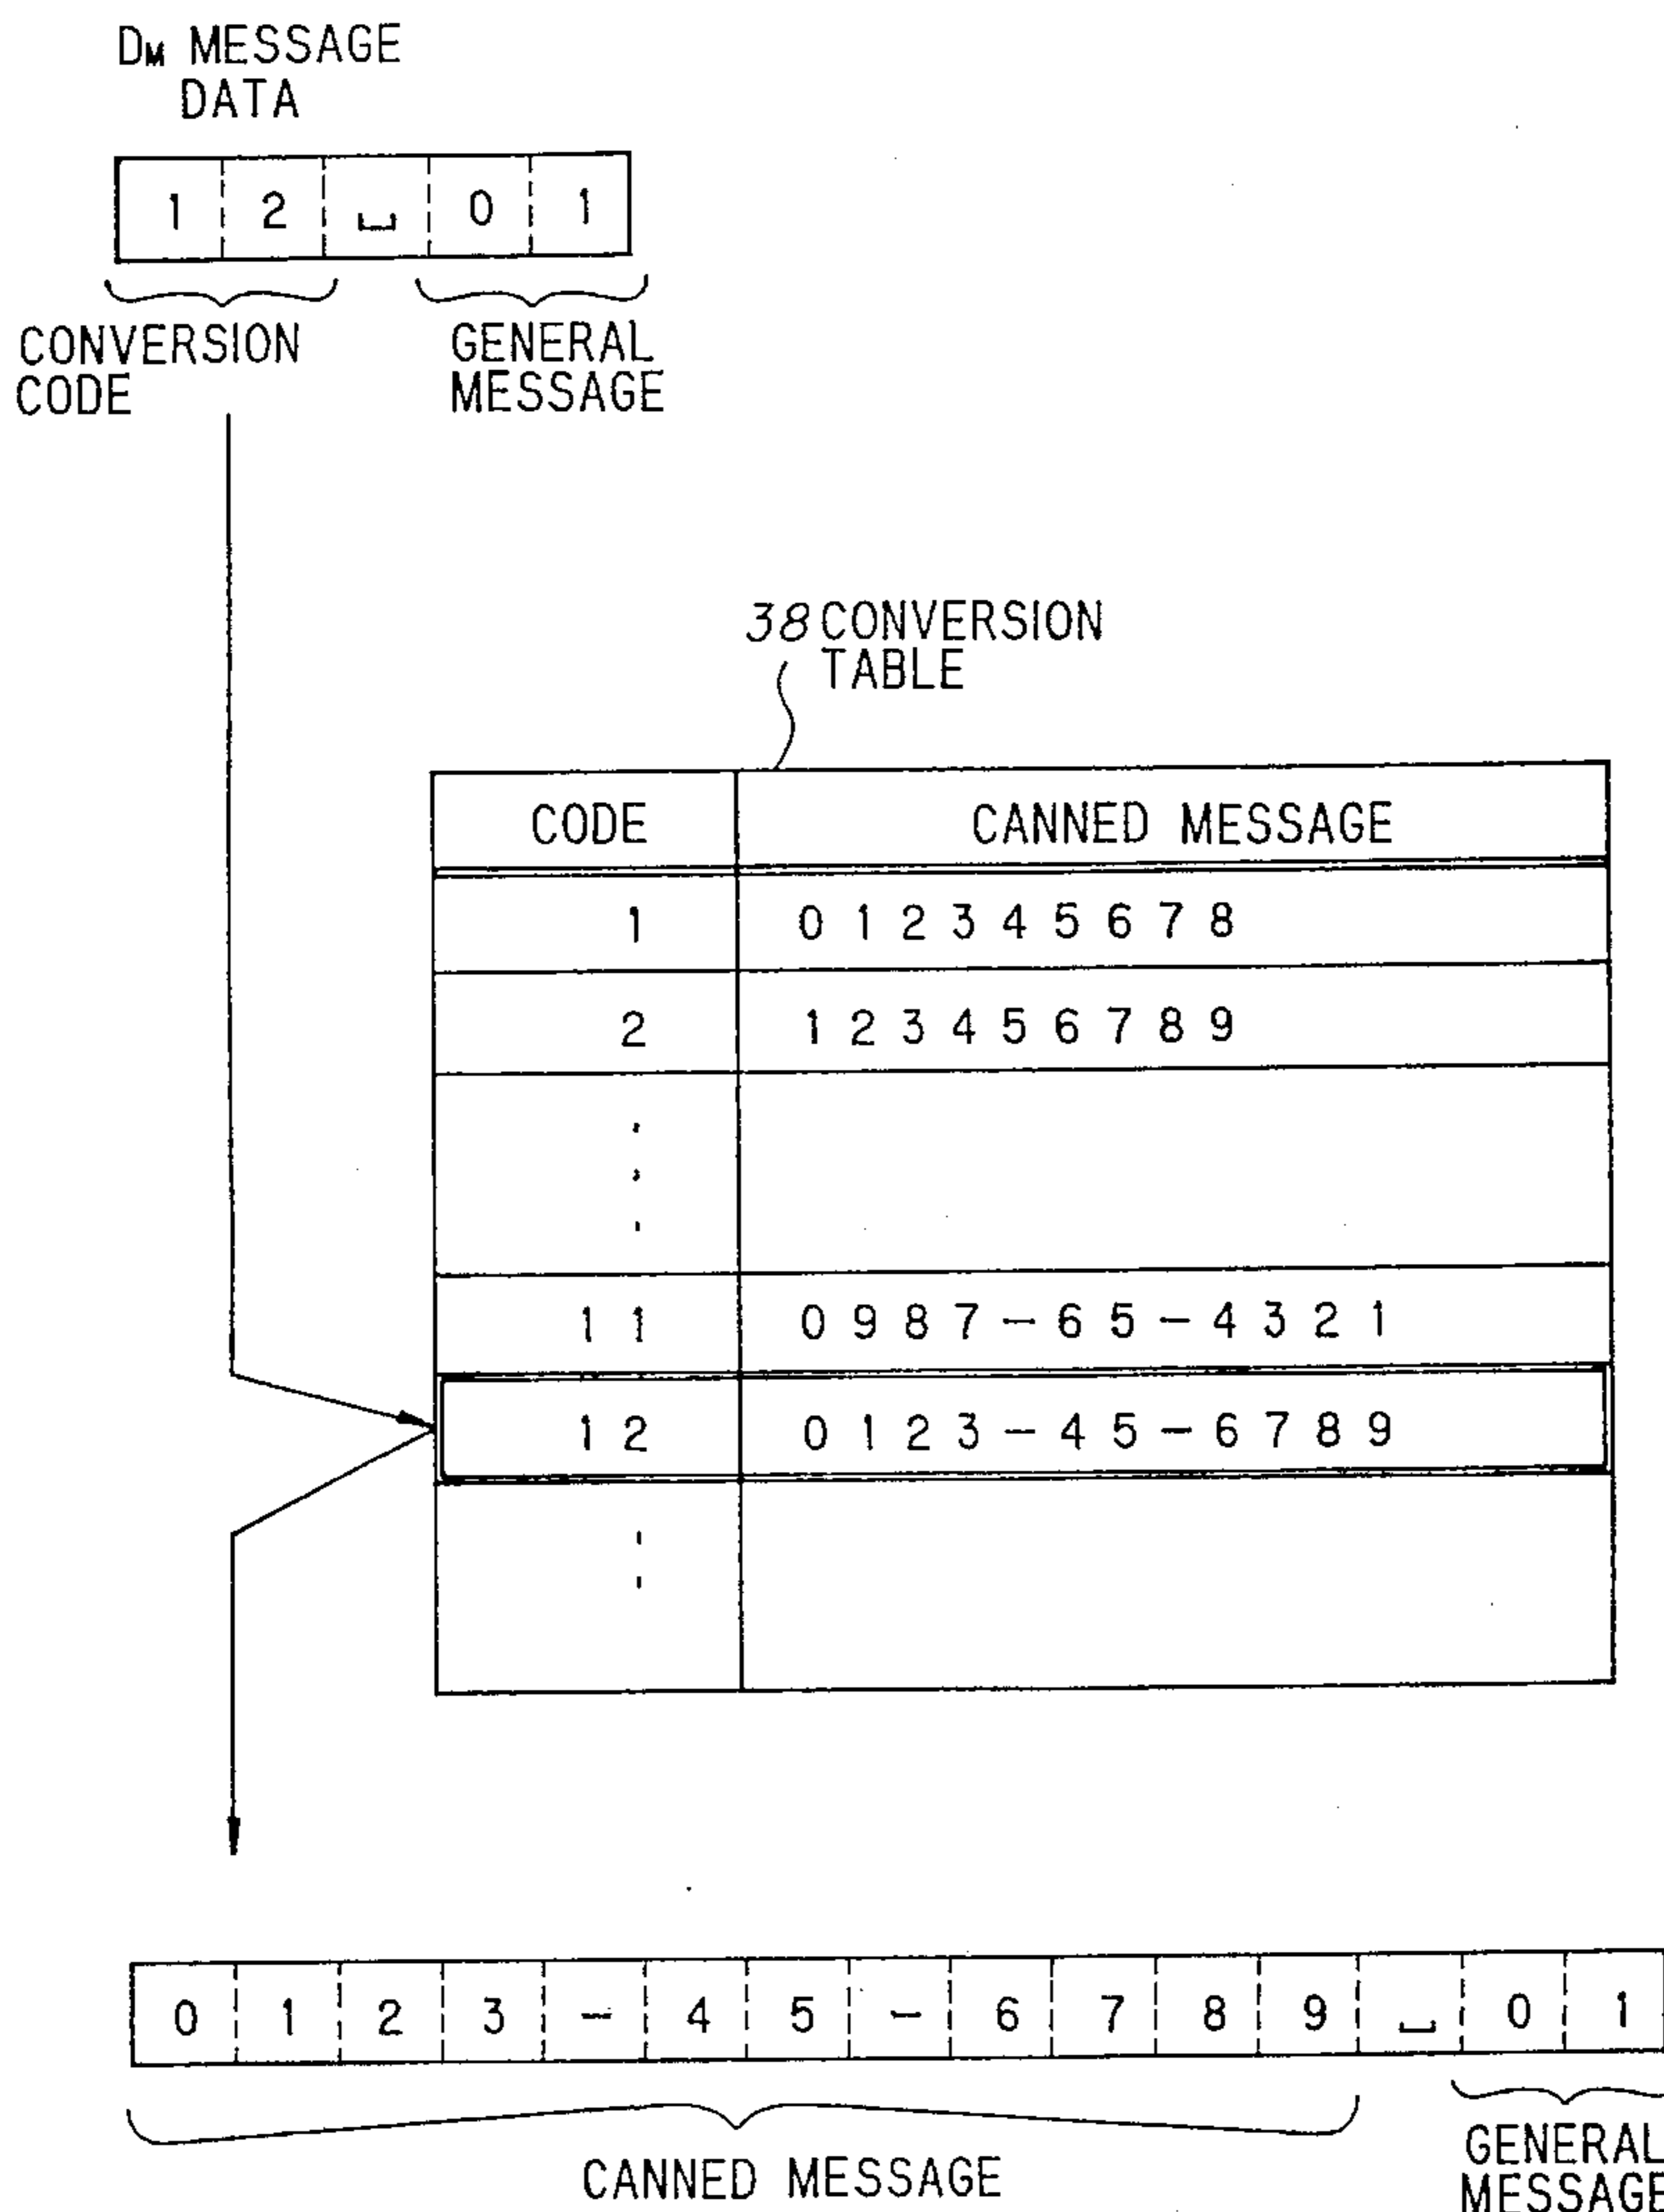 DM MESSAGE
DATA
1 2 ␣ 0 1
CONVERSION
CODE
GENERAL
MESSAGE
38 CONVERSION
TABLE
CODE CANNED MESSAGE
1 0 1 2 3 4 5 6 7 8
2 1 2 3 4 5 6 7 8 9
1 1 0 9 8 7 - 6 5 - 4 3 2 1
1 2 0 1 2 3 - 4 5 - 6 7 8 9
0 1 2 3 - 4 5 - 6 7 8 9 ␣ 0 1
CANNED MESSAGE
GENERAL
MESSAGE